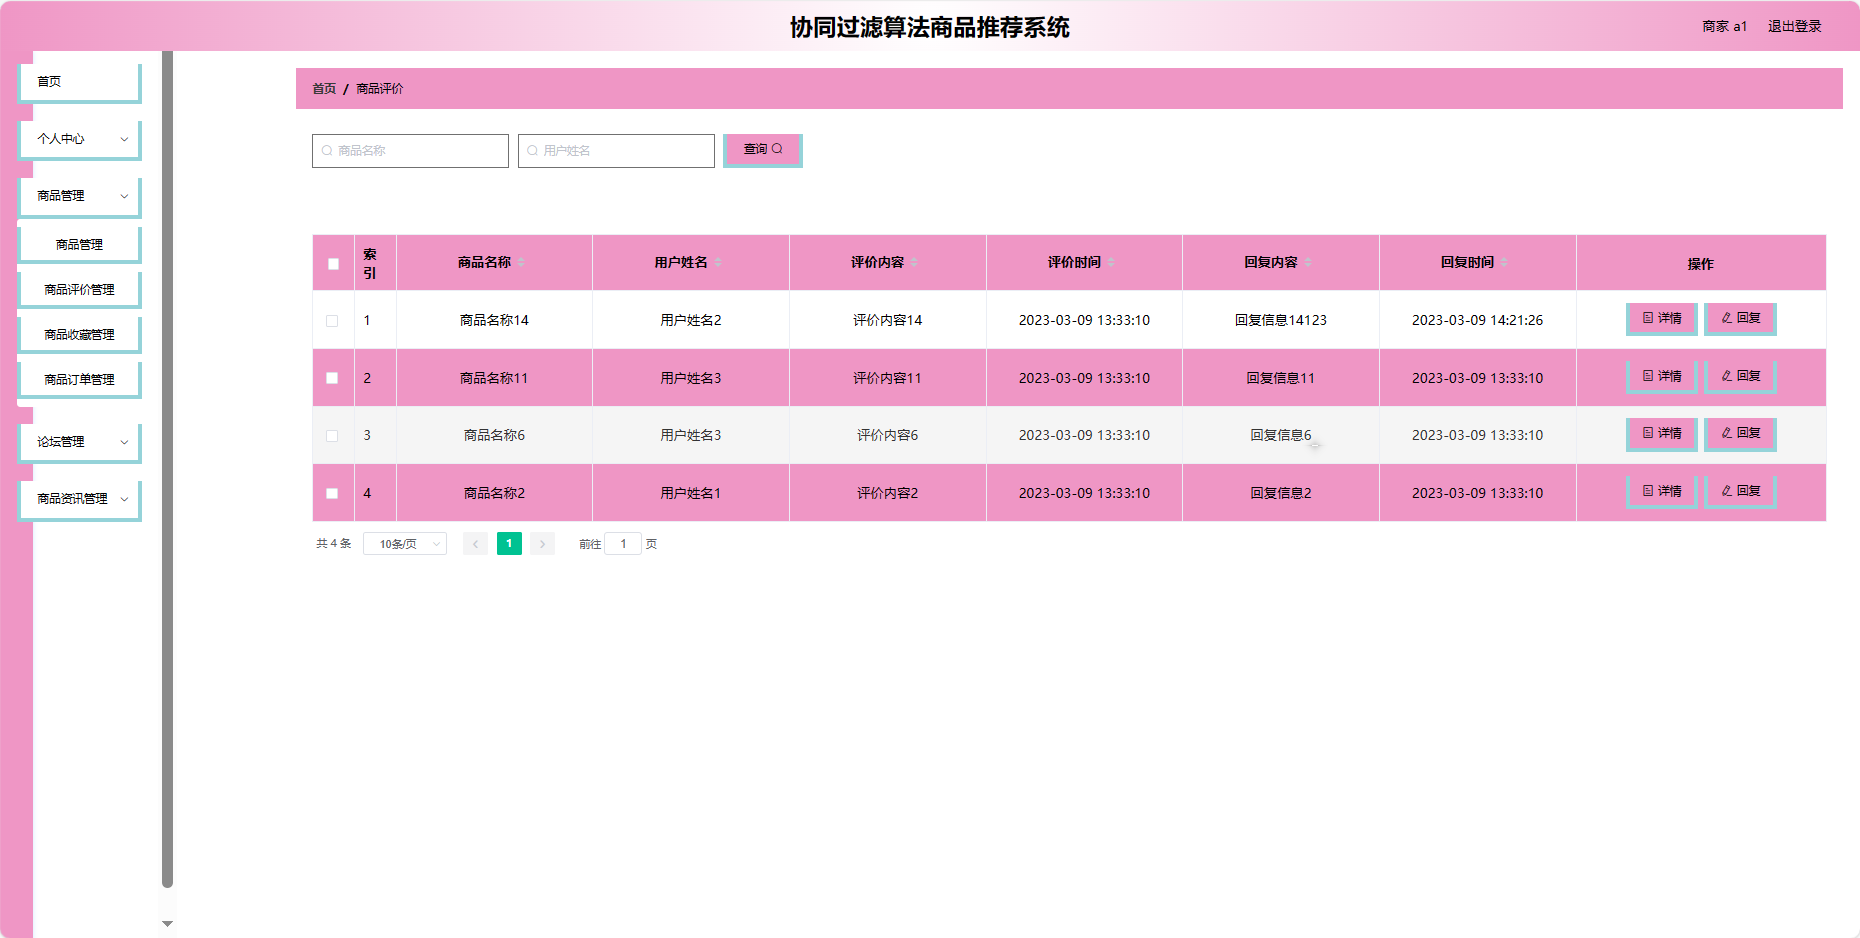 协同过滤算法商品推荐系统
商家 a1 退出登录
首页
个人中心
商品管理
商品管理
商品评价管理
商品收藏管理
商品订单管理
论坛管理
商品资讯管理
首页 / 商品评价
商品名称 用户姓名 查询
索引 商品名称 用户姓名 评价内容 评价时间 回复内容 回复时间 操作
1 商品名称14 用户姓名2 评价内容14 2023-03-09 13:33:10 回复信息14123 2023-03-09 14:21:26 详情 回复
2 商品名称11 用户姓名3 评价内容11 2023-03-09 13:33:10 回复信息11 2023-03-09 13:33:10 详情 回复
3 商品名称6 用户姓名3 评价内容6 2023-03-09 13:33:10 回复信息6 2023-03-09 13:33:10 详情 回复
4 商品名称2 用户姓名1 评价内容2 2023-03-09 13:33:10 回复信息2 2023-03-09 13:33:10 详情 回复
共 4 条 10条/页 1 前往 1 页